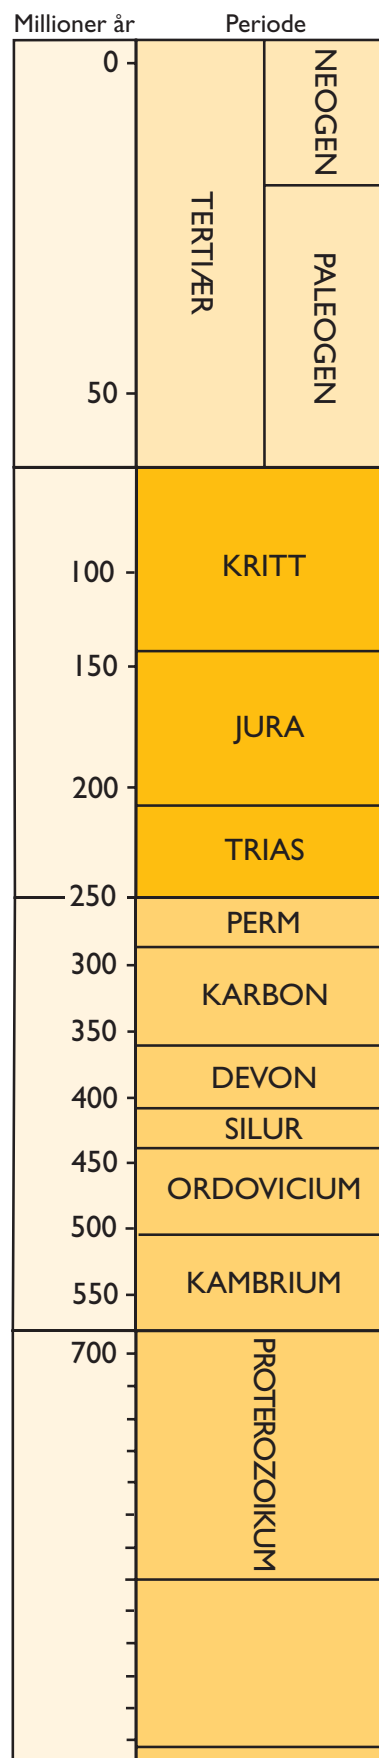 Millioner år Periode
0
NEOGEN
TERTIÆR
PALEOGEN
50
100 KRITT
150
JURA
200
TRIAS
250
PERM
300
KARBON
350
DEVON
400
SILUR
450
ORDOVICIUM
500
KAMBRIUM
550
700
PROTEROZOIKUM